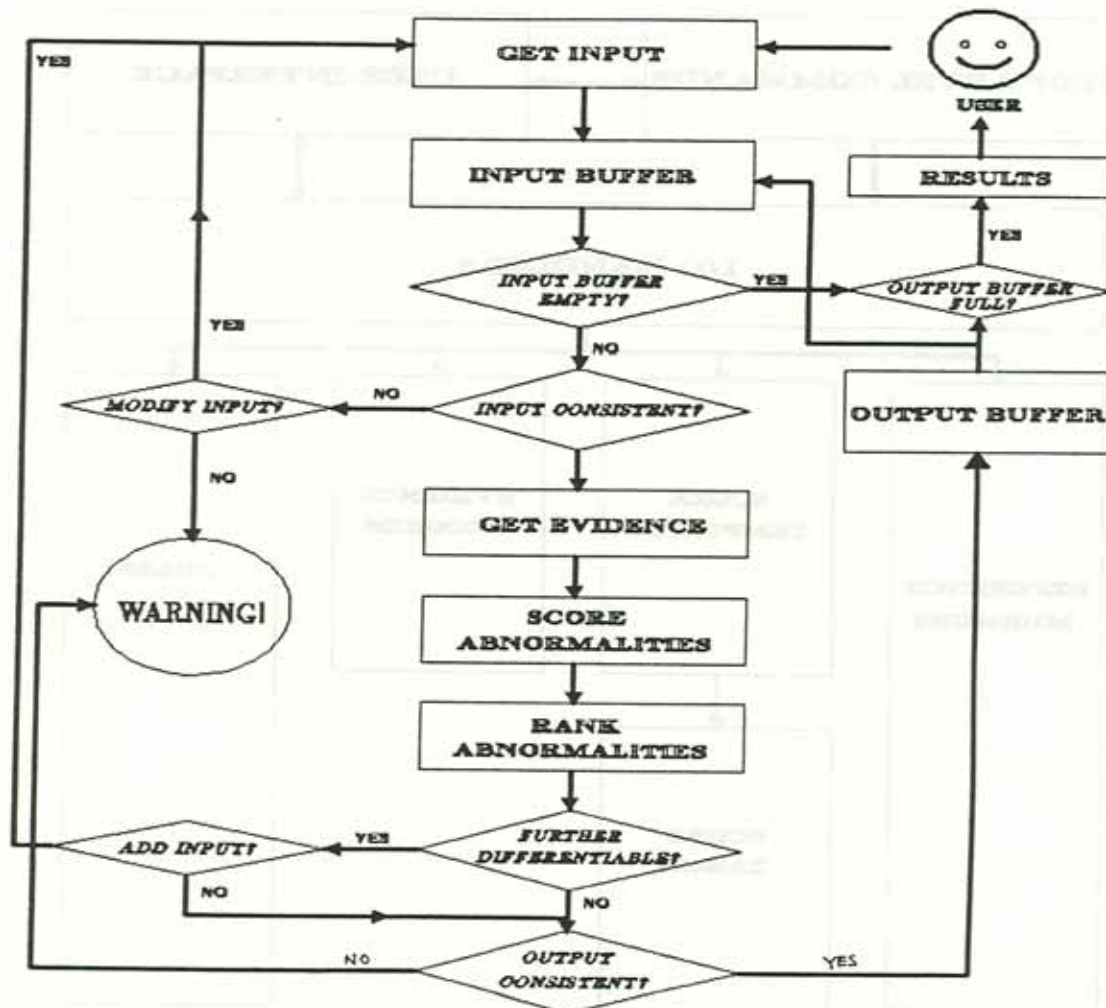 YES
GET INPUT
USER
INPUT BUFFER
RESULTS
YES
INPUT BUFFER
EMPTY?
YES
OUTPUT BUFFER
FULL?
YES
NO
MODIFY INPUT?
NO
INPUT CONSISTENT?
OUTPUT BUFFER
NO
GET EVIDENCE
WARNING!
SCORE
ABNORMALITIES
RANK
ABNORMALITIES
ADD INPUT?
YES
FURTHER
DIFFERENTIABLE?
NO
NO
NO
OUTPUT
CONSISTENT?
YES